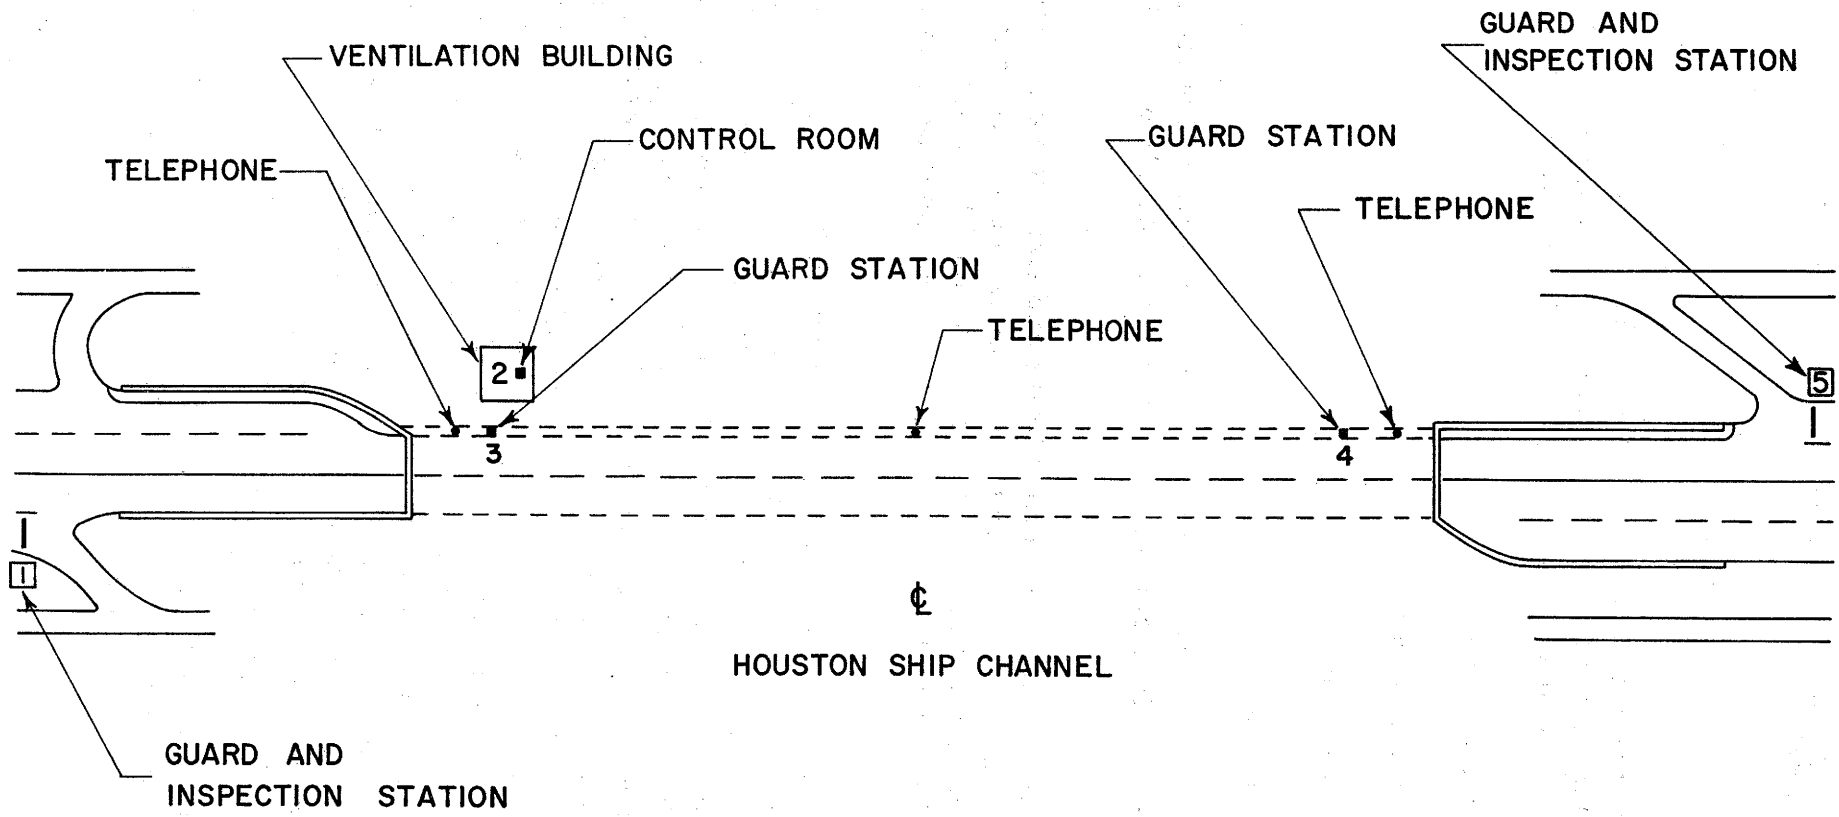 GUARD AND
INSPECTION STATION
VENTILATION BUILDING
CONTROL ROOM
GUARD STATION
TELEPHONE
TELEPHONE
GUARD STATION
TELEPHONE
2
5
3
4
1
℄
HOUSTON SHIP CHANNEL
GUARD AND
INSPECTION STATION